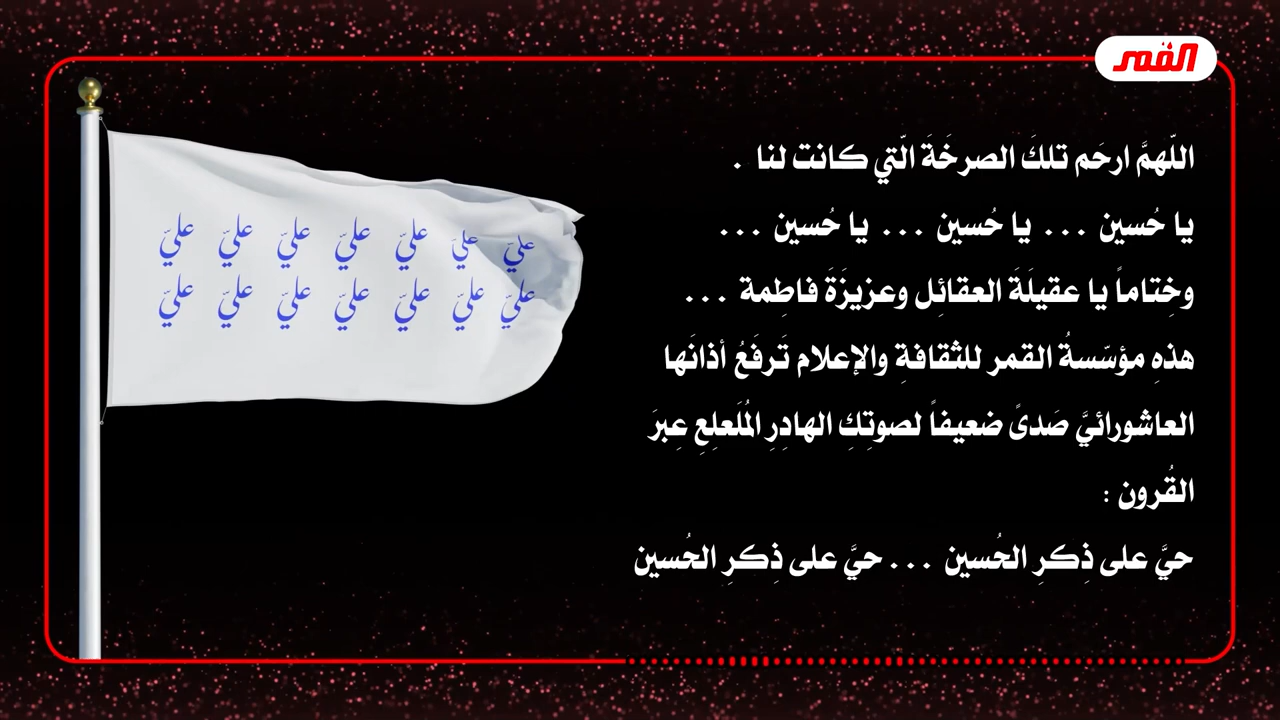 القمر
اللّهمَّ ارحَم تلكَ الصرخَةَ الّتي كانت لنا .
يا حُسين ... يا حُسين ... يا حُسين ...
وخِتاماً يا عقيلَةَ العقائِل وعزيزَةَ فاطِمة ...
هذهِ مؤسّسةُ القمر للثقافةِ والإعلام تَرفَعُ أذانَها
العاشورائيَّ صَدىً ضعيفاً لصوتِكِ الهادِرِ المُلَعلِعِ عِبرَ
القُرون :
حيَّ على ذِكرِ الحُسين ... حيَّ على ذِكرِ الحُسين
عليّ عليّ عليّ عليّ عليّ عليّ عليّ
عليّ عليّ عليّ عليّ عليّ عليّ عليّ